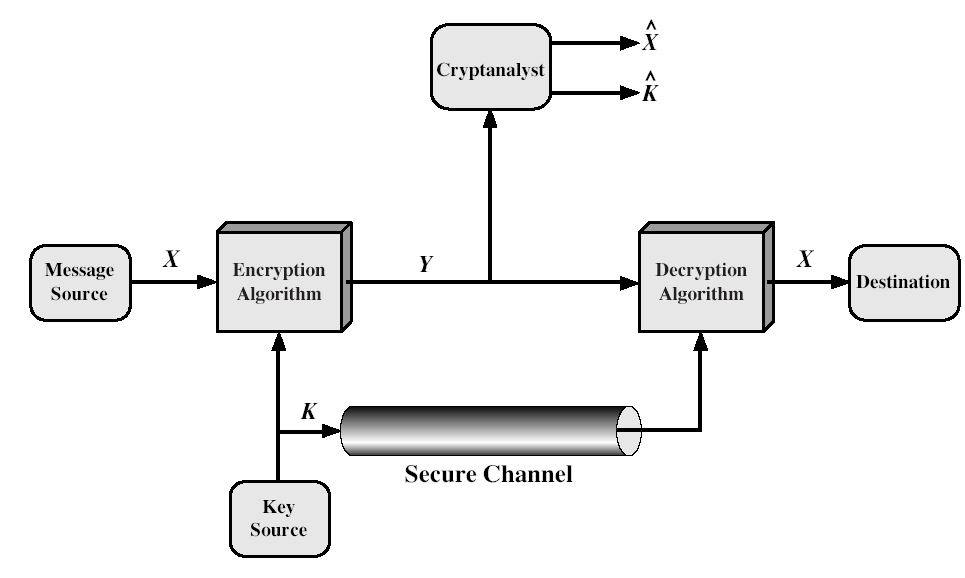 Cryptanalyst
X̂
K̂
Message
Source
X
Encryption
Algorithm
Y
Decryption
Algorithm
X
Destination
K
Secure Channel
Key
Source